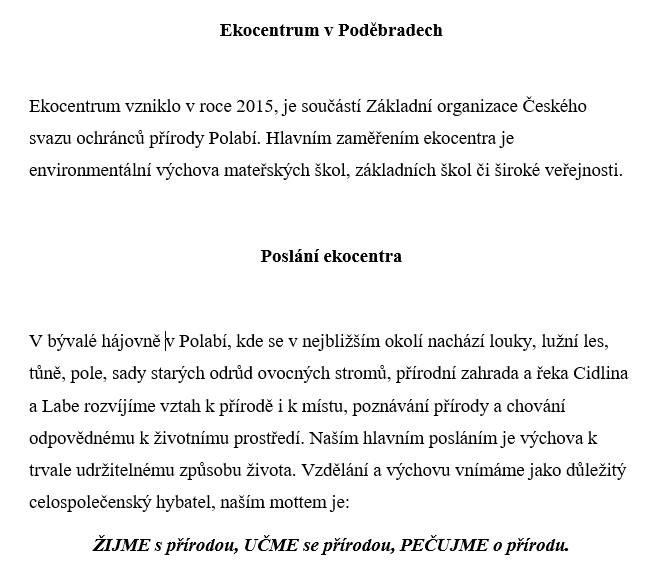 Ekocentrum v Poděbradech
Ekocentrum vzniklo v roce 2015, je součástí Základní organizace Českého
svazu ochránců přírody Polabí. Hlavním zaměřením ekocentra je
environmentální výchova mateřských škol, základních škol či široké veřejnosti.
Poslání ekocentra
V bývalé hájovně v Polabí, kde se v nejbližším okolí nachází louky, lužní les,
tůně, pole, sady starých odrůd ovocných stromů, přírodní zahrada a řeka Cidlina
a Labe rozvíjíme vztah k přírodě i k místu, poznávání přírody a chování
odpovědnému k životnímu prostředí. Naším hlavním posláním je výchova k
trvale udržitelnému způsobu života. Vzdělání a výchovu vnímáme jako důležitý
celospolečenský hybatel, naším mottem je:
ŽIJME s přírodou, UČME se přírodou, PEČUJME o přírodu.